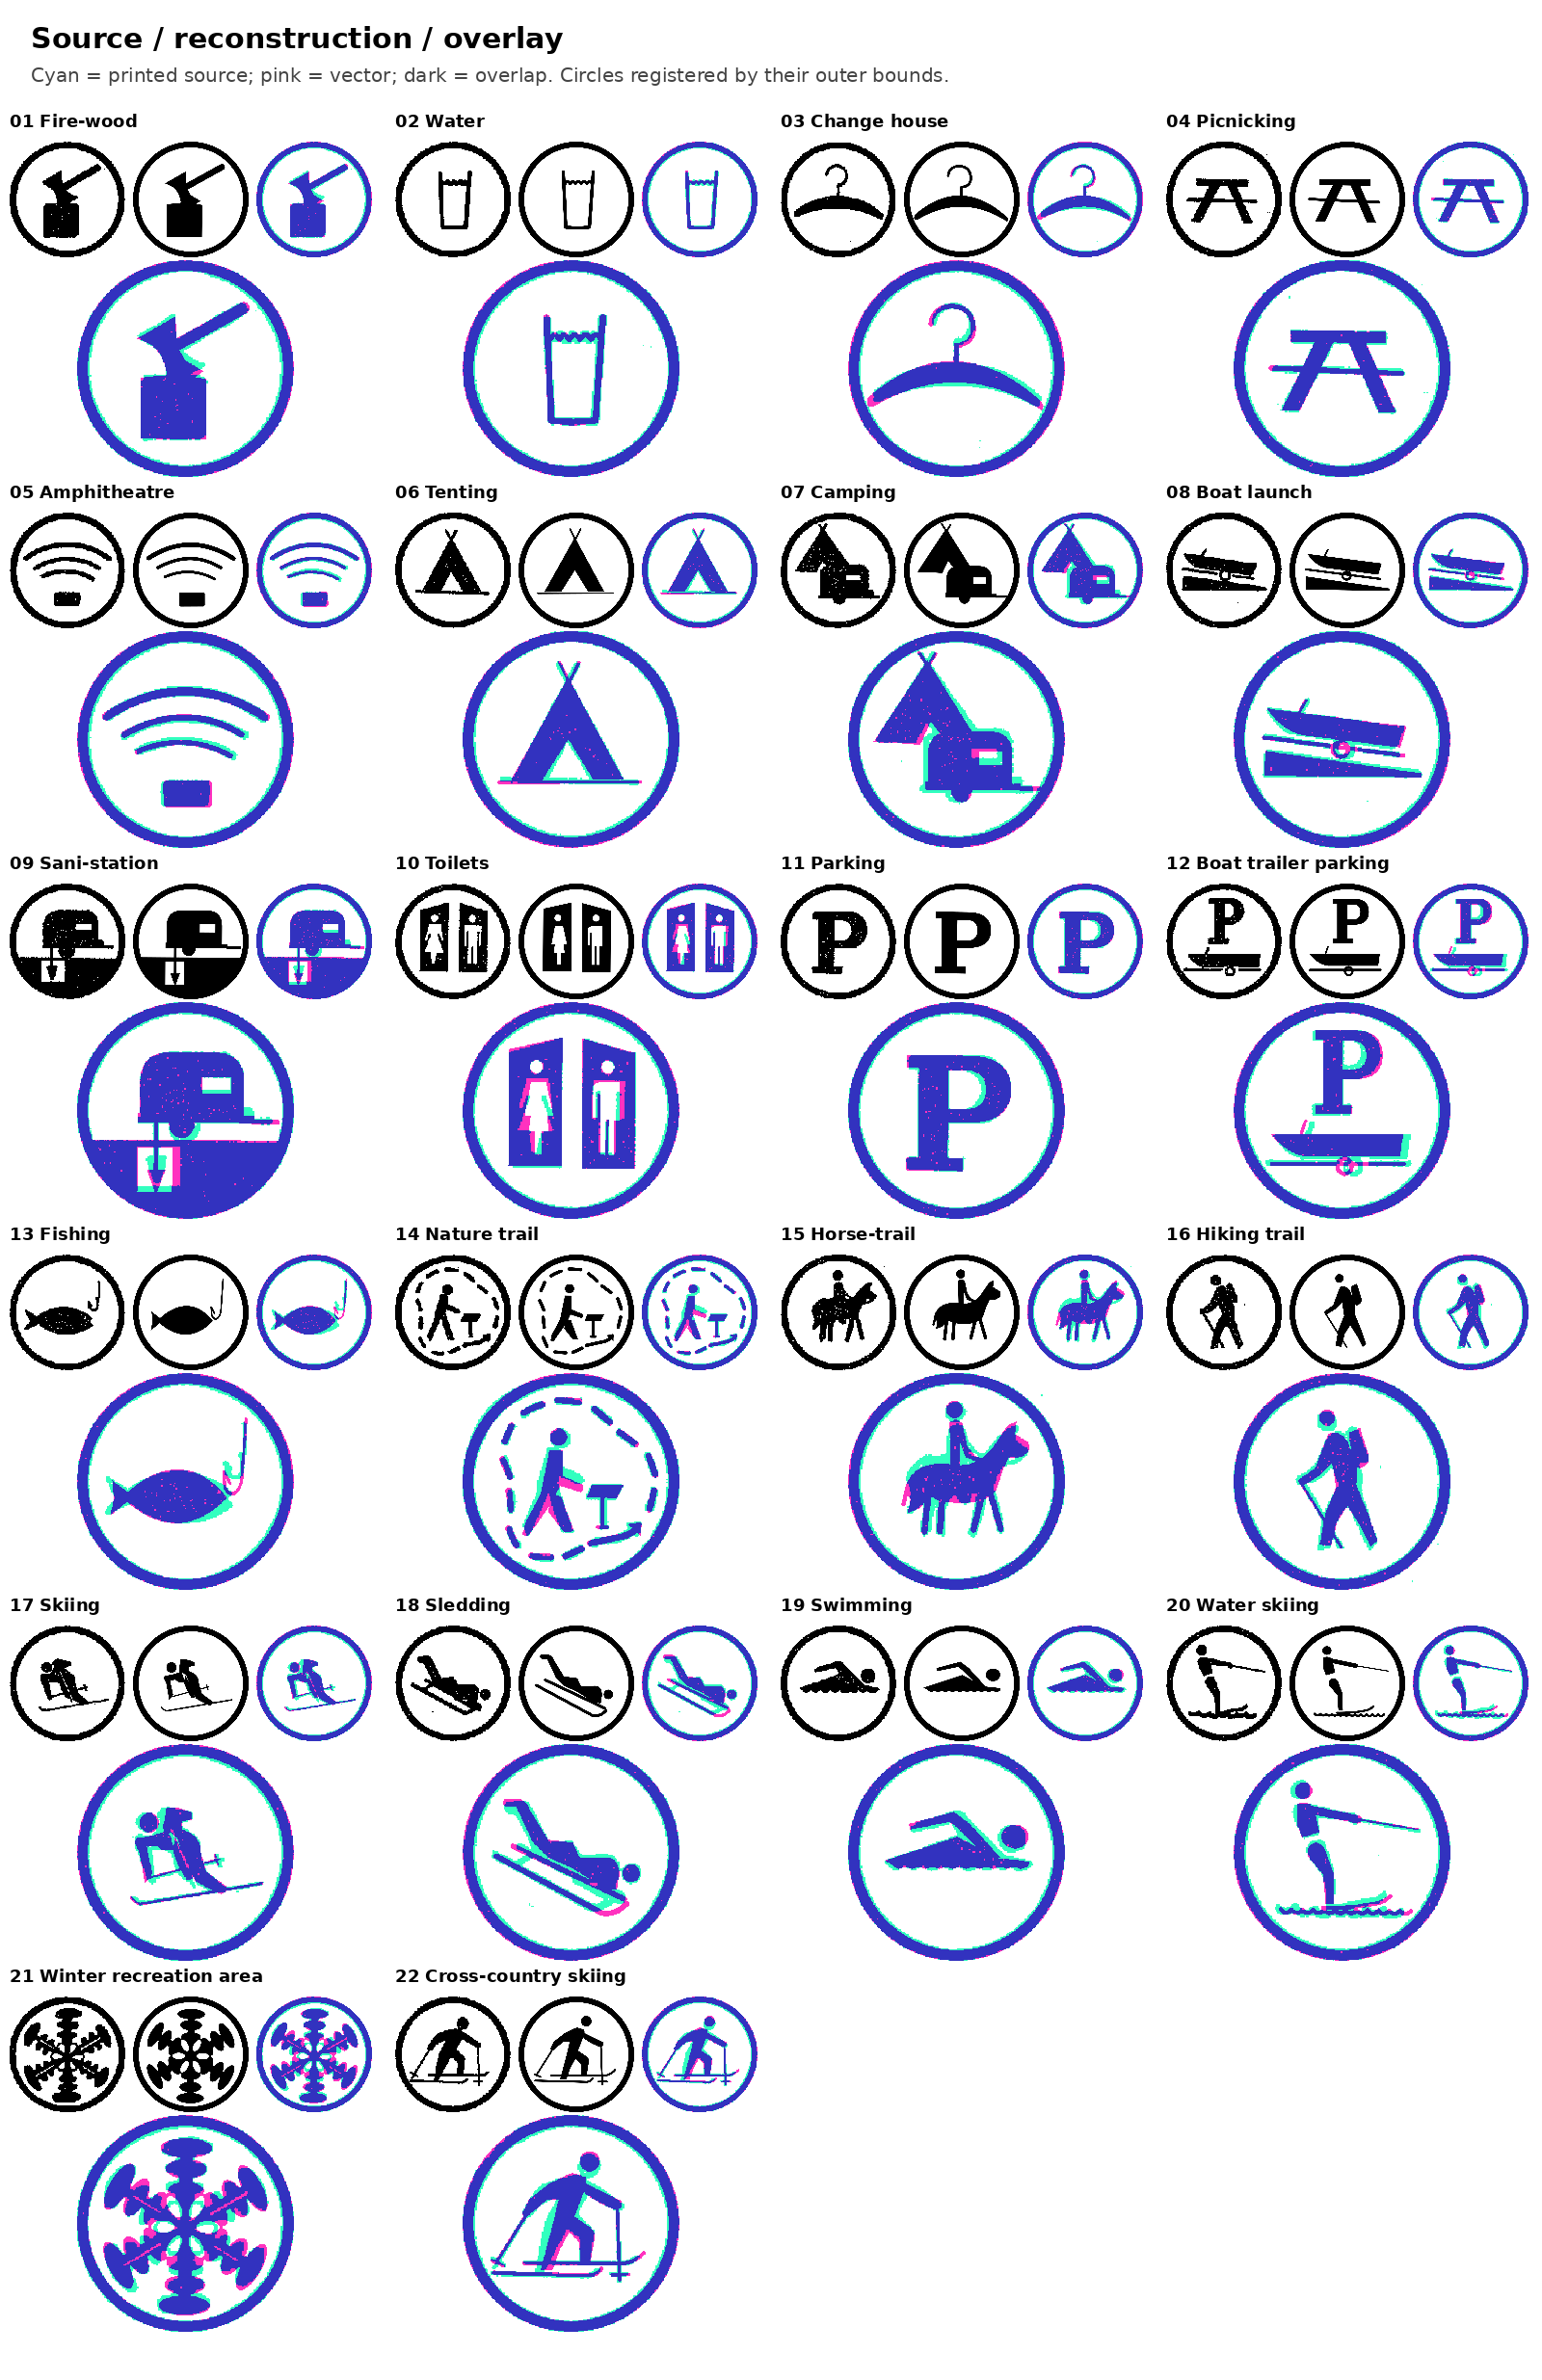 Source / reconstruction / overlay
Cyan = printed source; pink = vector; dark = overlap. Circles registered by their outer bounds.
01 Fire-wood
02 Water
03 Change house
04 Picnicking
05 Amphitheatre
06 Tenting
07 Camping
08 Boat launch
09 Sani-station
10 Toilets
11 Parking
12 Boat trailer parking
P P P
P P P
P
P
13 Fishing
14 Nature trail
15 Horse-trail
16 Hiking trail
17 Skiing
18 Sledding
19 Swimming
20 Water skiing
21 Winter recreation area
22 Cross-country skiing